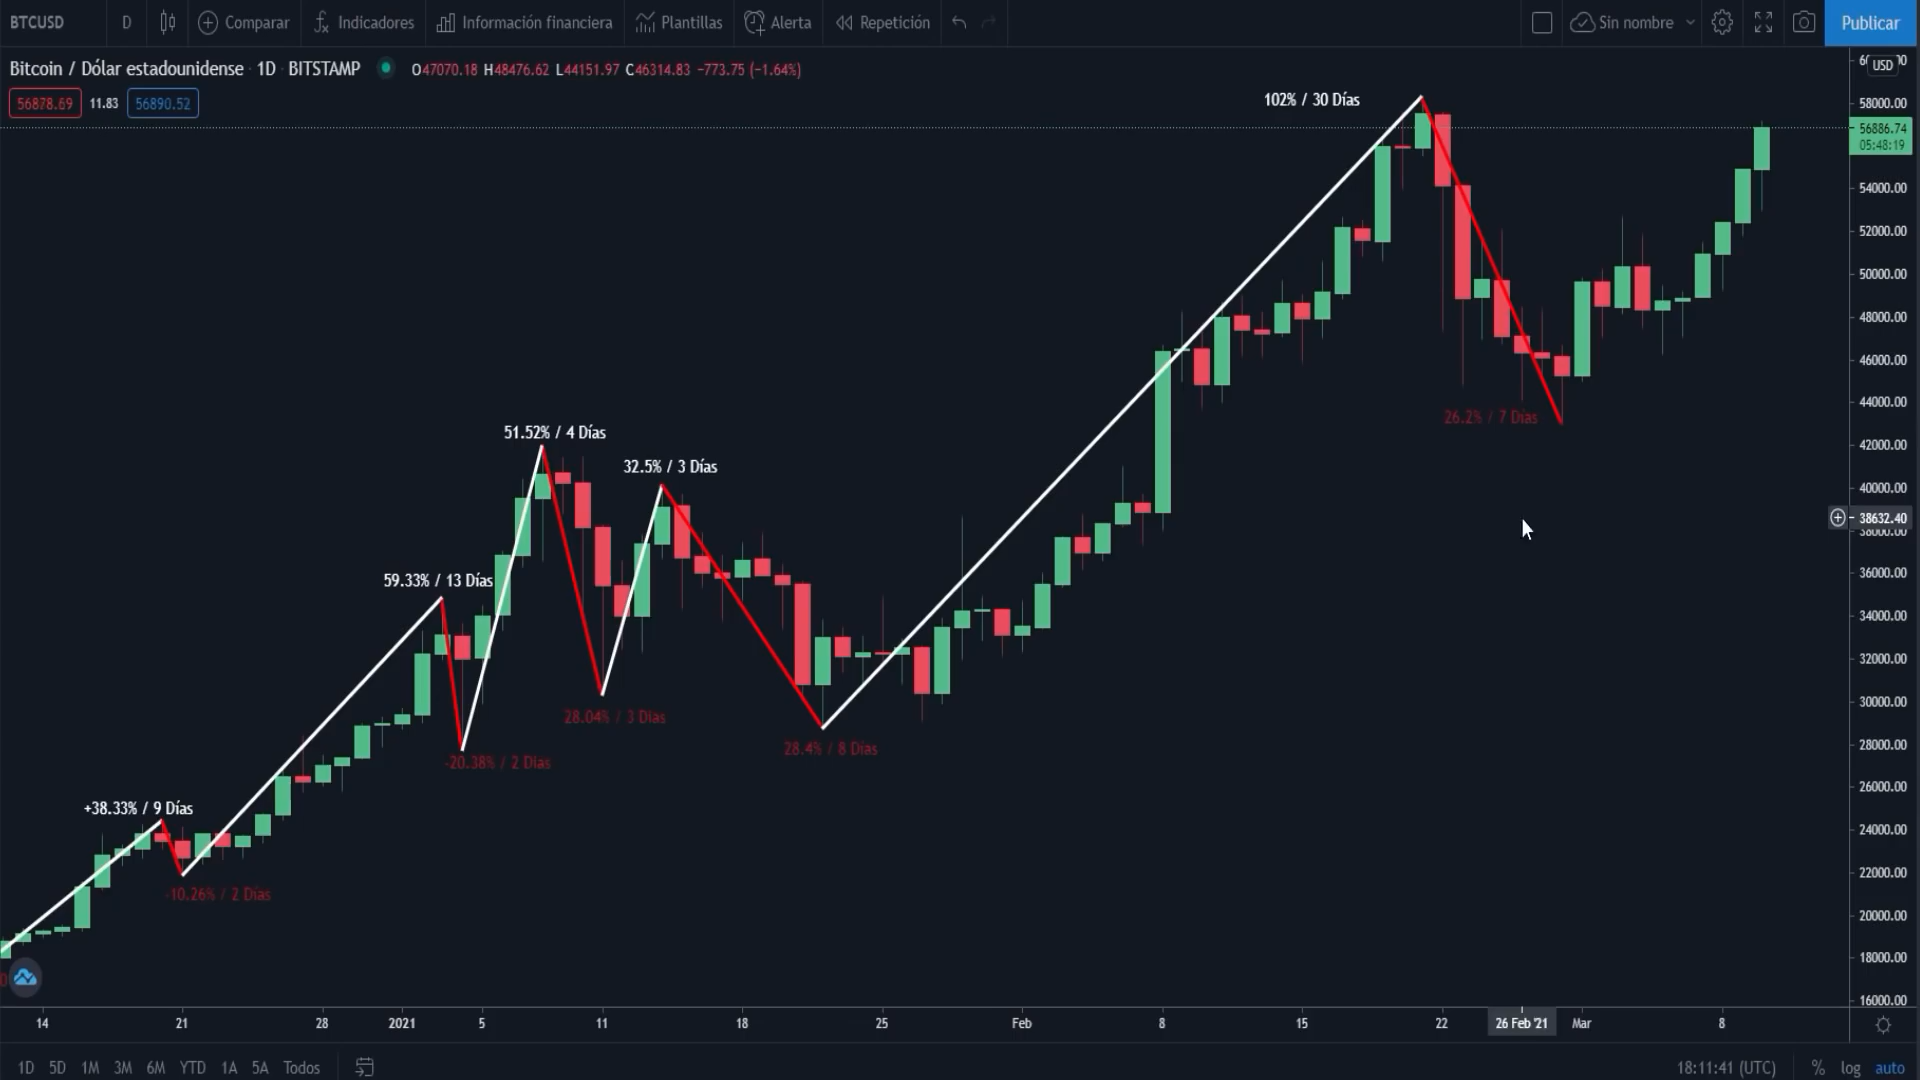 BTCUSD D Comparar Indicadores Información financiera Plantillas Alerta Repetición Sin nombre Publicar
Bitcoin / Dólar estadounidense · 1D · BITSTAMP O47070.18 H48476.62 L44151.97 C46314.83 −773.75 (−1.64%)
56878.69 11.83 56890.52
USD
102% / 30 Días
58000.00
56886.74
05:48:19
54000.00
52000.00
50000.00
48000.00
46000.00
44000.00
26.2% / 7 Días
51.52% / 4 Días
42000.00
32.5% / 3 Días
40000.00
38632.40
38000.00
59.33% / 13 Días
36000.00
34000.00
32000.00
30000.00
28.04% / 3 Días
28.4% / 8 Días
28000.00
-20.38% / 2 Días
26000.00
+38.33% / 9 Días
24000.00
22000.00
-10.26% / 2 Días
20000.00
18000.00
16000.00
14 21 28 2021 5 11 18 25 Feb 8 15 22 26 Feb '21 Mar 8
1D 5D 1M 3M 6M YTD 1A 5A Todos 18:11:41 (UTC) % log auto